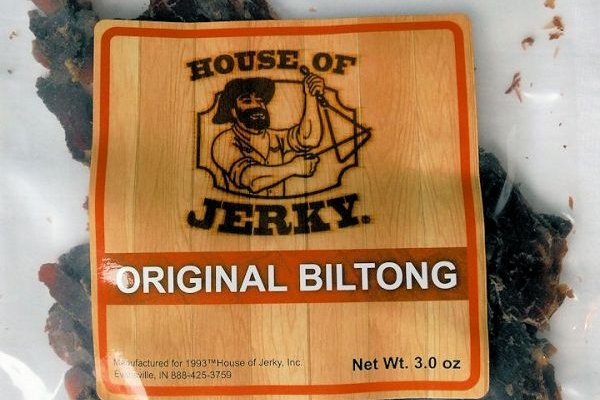 HOUSE OF
JERKY.
ORIGINAL BILTONG
Manufactured for 1993™House of Jerky, Inc.
Evansville, IN 888-425-3759
Net Wt. 3.0 oz